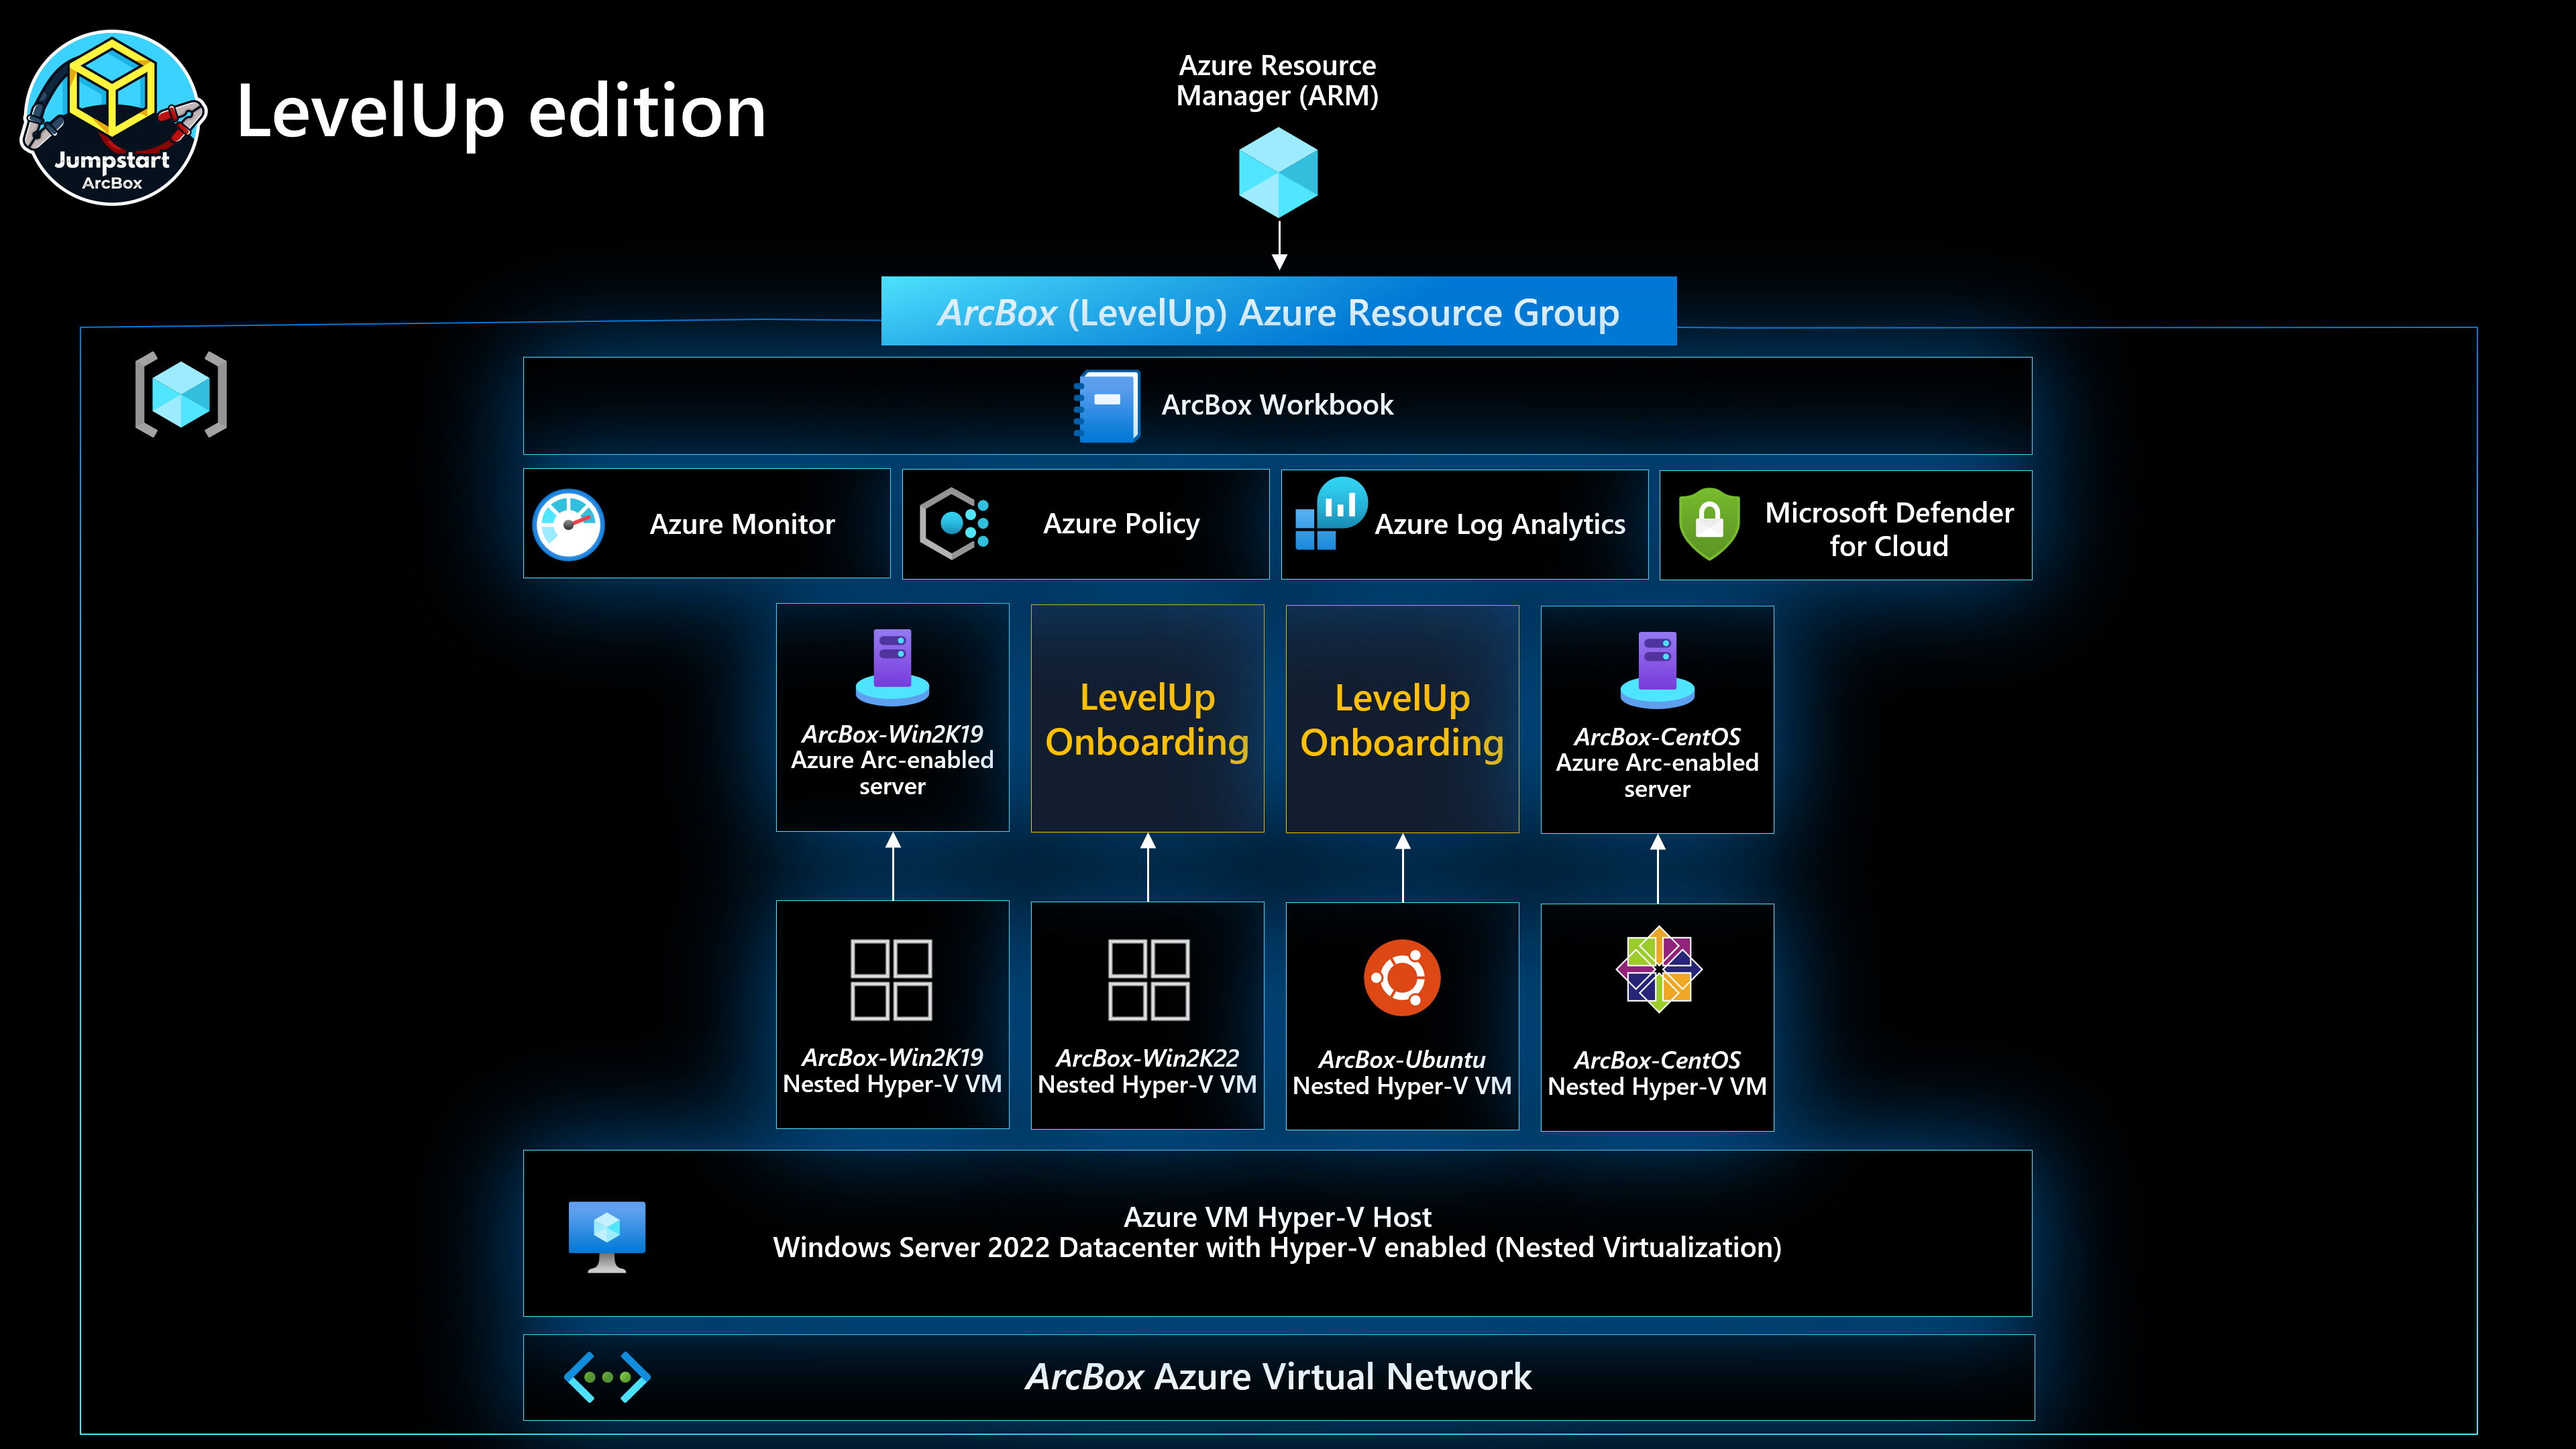 Jumpstart
ArcBox
LevelUp edition
Azure Resource
Manager (ARM)
ArcBox (LevelUp) Azure Resource Group
ArcBox Workbook
Azure Monitor
Azure Policy
Azure Log Analytics
Microsoft Defender
for Cloud
ArcBox-Win2K19
Azure Arc-enabled
server
LevelUp
Onboarding
LevelUp
Onboarding
ArcBox-CentOS
Azure Arc-enabled
server
ArcBox-Win2K19
Nested Hyper-V VM
ArcBox-Win2K22
Nested Hyper-V VM
ArcBox-Ubuntu
Nested Hyper-V VM
ArcBox-CentOS
Nested Hyper-V VM
Azure VM Hyper-V Host
Windows Server 2022 Datacenter with Hyper-V enabled (Nested Virtualization)
ArcBox Azure Virtual Network